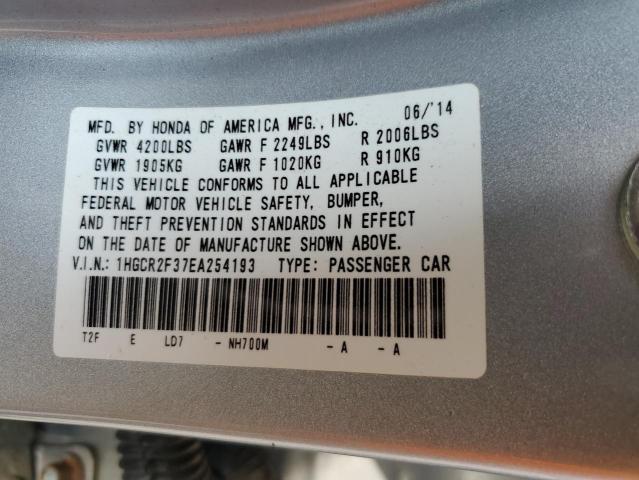 MFD. BY HONDA OF AMERICA MFG., INC. 06/'14
GVWR 4200LBS GAWR F 2249LBS R 2006LBS
GVWR 1905KG GAWR F 1020KG R 910KG
THIS VEHICLE CONFORMS TO ALL APPLICABLE
FEDERAL MOTOR VEHICLE SAFETY, BUMPER,
AND THEFT PREVENTION STANDARDS IN EFFECT
ON THE DATE OF MANUFACTURE SHOWN ABOVE.
V.I.N.: 1HGCR2F37EA254193 TYPE: PASSENGER CAR
T2F E LD7 - NH700M - A - A